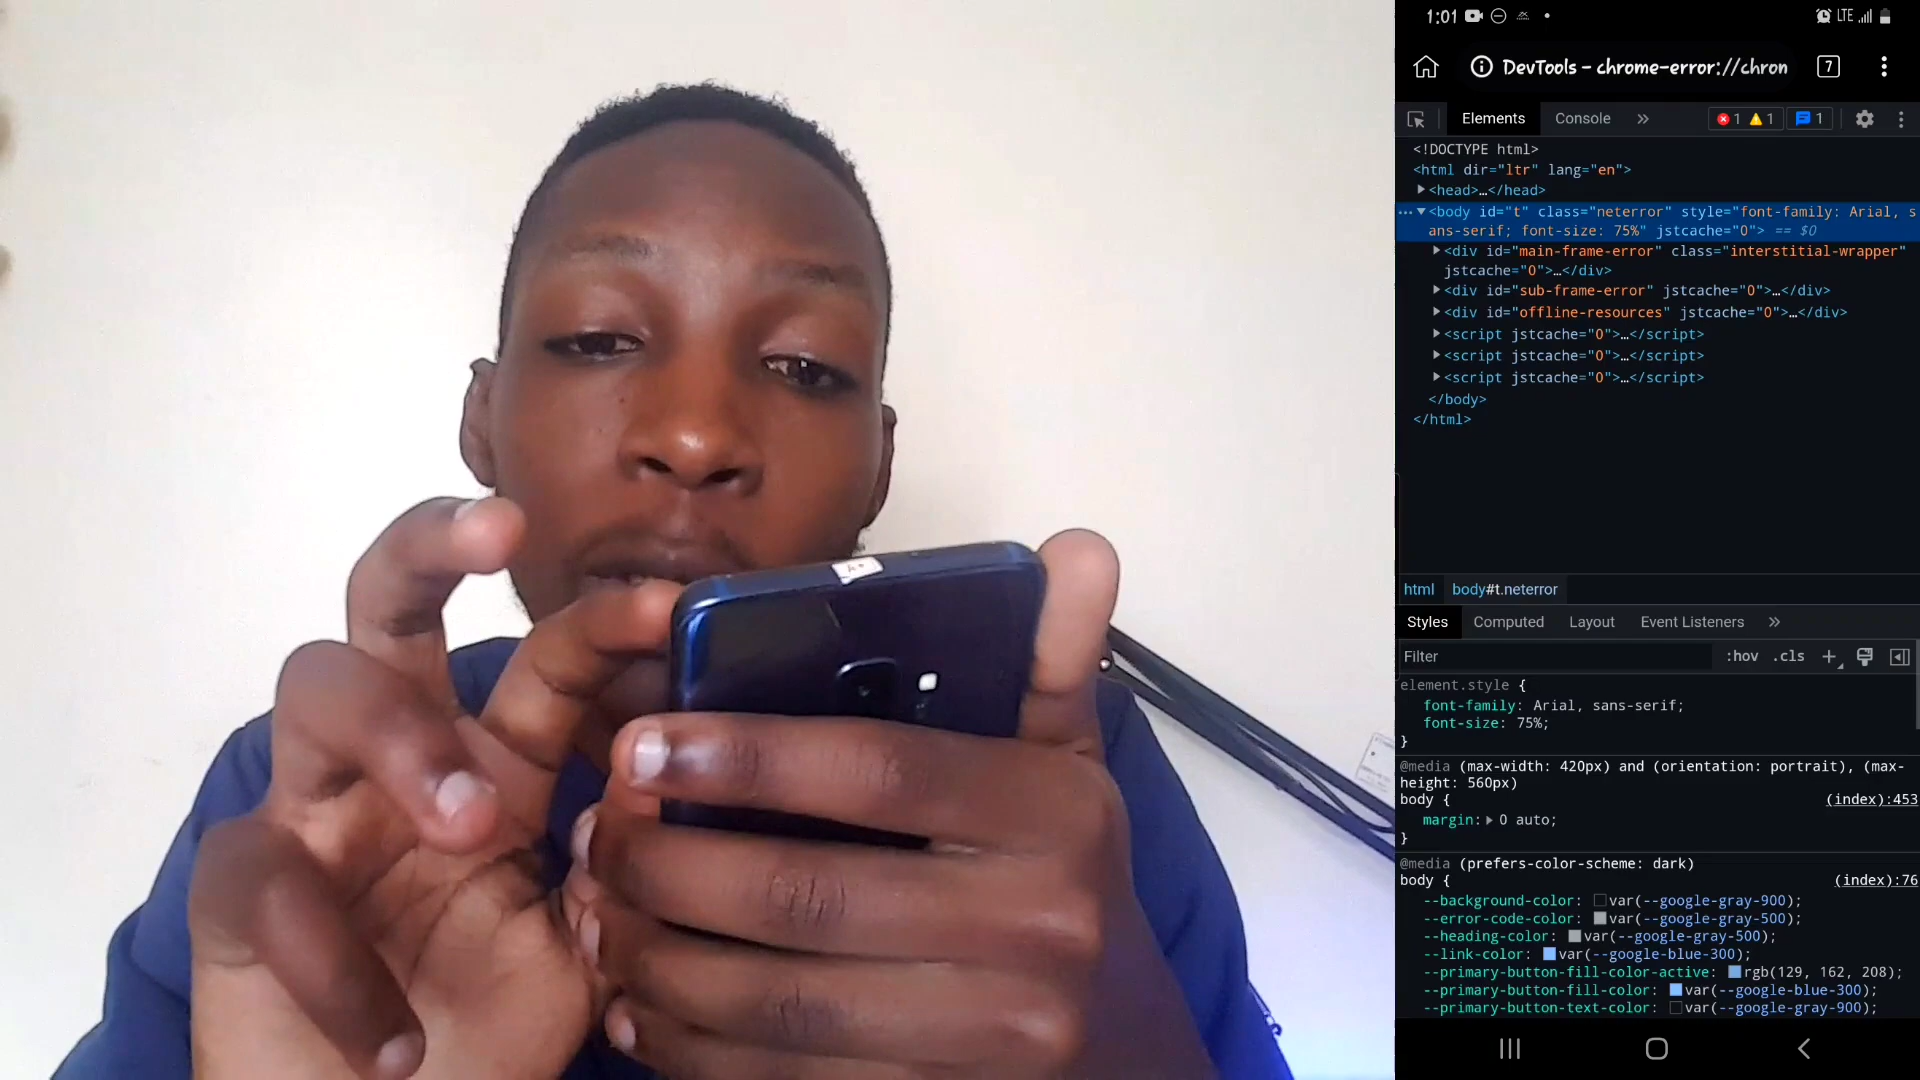 1:01
LTE
DevTools - chrome-error://chron
7
Elements
Console
1
1
1
<!DOCTYPE html>
<html dir="ltr" lang="en">
<head>…</head>
<body id="t" class="neterror" style="font-family: Arial, s
ans-serif; font-size: 75%" jstcache="0"> == $0
<div id="main-frame-error" class="interstitial-wrapper"
jstcache="0">…</div>
<div id="sub-frame-error" jstcache="0">…</div>
<div id="offline-resources" jstcache="0">…</div>
<script jstcache="0">…</script>
<script jstcache="0">…</script>
<script jstcache="0">…</script>
</body>
</html>
html
body#t.neterror
Styles
Computed
Layout
Event Listeners
Filter
:hov
.cls
element.style {
font-family: Arial, sans-serif;
font-size: 75%;
}
@media (max-width: 420px) and (orientation: portrait), (max-
height: 560px)
body {
(index):453
margin: 0 auto;
}
@media (prefers-color-scheme: dark)
body {
(index):76
--background-color: var(--google-gray-900);
--error-code-color: var(--google-gray-500);
--heading-color: var(--google-gray-500);
--link-color: var(--google-blue-300);
--primary-button-fill-color-active: rgb(129, 162, 208);
--primary-button-fill-color: var(--google-blue-300);
--primary-button-text-color: var(--google-gray-900);